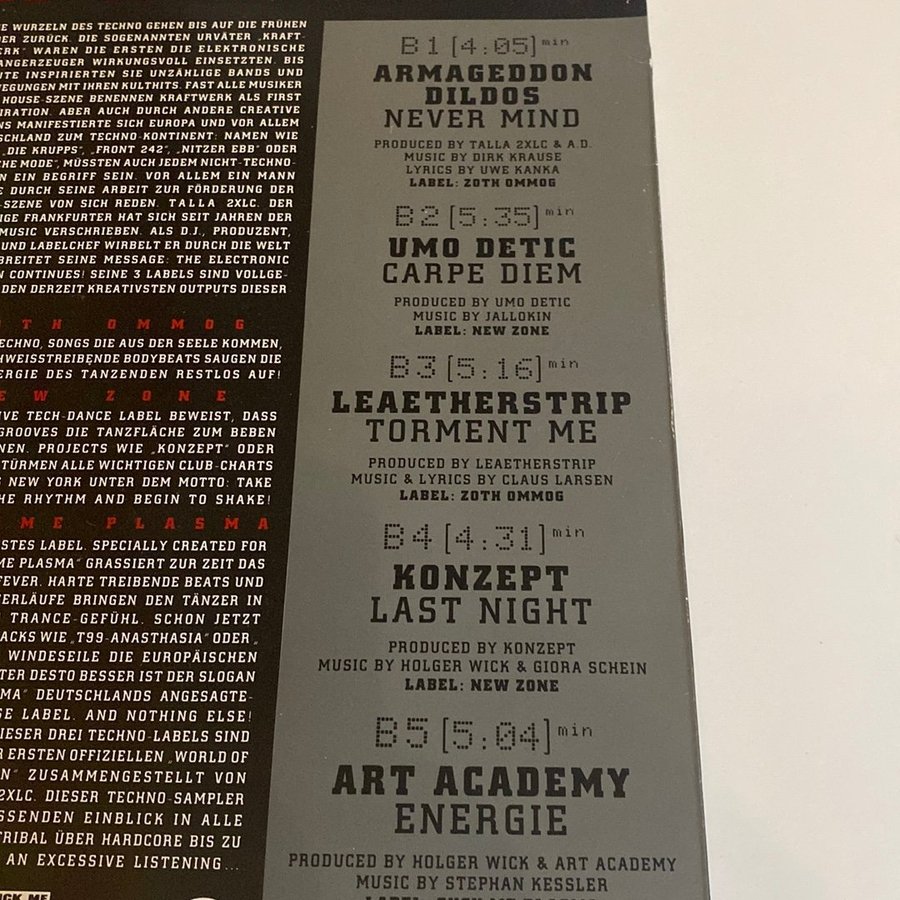 E WURZELN DES TECHNO GEHEN BIS AUF DIE FRÜHEN
ER ZURÜCK. DIE SOGENANNTEN URVÄTER „KRAFT-
ERK“ WAREN DIE ERSTEN DIE ELEKTRONISCHE
ANGERZEUGER WIRKUNGSVOLL EINSETZTEN. BIS
UTE INSPIRIERTEN SIE UNZÄHLIGE BANDS UND
EGUNGEN MIT IHREN KULTHITS. FAST ALLE MUSIKER
HOUSE-SZENE BENENNEN KRAFTWERK ALS FIRST
IRATION. ABER AUCH DURCH ANDERE CREATIVE
NS MANIFESTIERTE SICH EUROPA UND VOR ALLEM
SCHLAND ZUM TECHNO-KONTINENT: NAMEN WIE
„DIE KRUPPS“, „FRONT 242“, „NITZER EBB“ ODER
CHE MODE“, MÜSSTEN AUCH JEDEM NICHT-TECHNO-
N EIN BEGRIFF SEIN. VOR ALLEM EIN MANN
E DURCH SEINE ARBEIT ZUR FÖRDERUNG DER
-SZENE VON SICH REDEN. TALLA 2XLC. DER
IGE FRANKFURTER HAT SICH SEIT JAHREN DER
MUSIC VERSCHRIEBEN. ALS D.J., PRODUZENT,
UND LABELCHEF WIRBELT ER DURCH DIE WELT
BREITET SEINE MESSAGE: THE ELECTRONIC
N CONTINUES! SEINE 3 LABELS SIND VOLLGE-
DEN DERZEIT KREATIVSTEN OUTPUTS DIESER
OTH OMMOG
ECHNO, SONGS DIE AUS DER SEELE KOMMEN,
HWEISSTREIBENDE BODYBEATS SAUGEN DIE
ERGIE DES TANZENDEN RESTLOS AUF!
EW ZONE
IVE TECH-DANCE LABEL BEWEIST, DASS
GROOVES DIE TANZFLÄCHE ZUM BEBEN
NEN. PROJECTS WIE „KONZEPT“ ODER
TÜRMEN ALLE WICHTIGEN CLUB-CHARTS
S NEW YORK UNTER DEM MOTTO: TAKE
HE RHYTHM AND BEGIN TO SHAKE!
ME PLASMA
STES LABEL. SPECIALLY CREATED FOR
ME PLASMA“ GRASSIERT ZUR ZEIT DAS
FEVER. HARTE TREIBENDE BEATS UND
ERLÄUFE BRINGEN DEN TÄNZER IN
TRANCE-GEFÜHL. SCHON JETZT
ACKS WIE „T99-ANASTHASIA“ ODER „
WINDESEILE DIE EUROPÄISCHEN
TER DESTO BESSER IST DER SLOGAN
MA“ DEUTSCHLANDS ANGESAGTE-
SE LABEL. AND NOTHING ELSE!
IESER DREI TECHNO-LABELS SIND
R ERSTEN OFFIZIELLEN „WORLD OF
N“ ZUSAMMENGESTELLT VON
2XLC. DIESER TECHNO-SAMPLER
SSENDEN EINBLICK IN ALLE
TRIBAL ÜBER HARDCORE BIS ZU
AN EXCESSIVE LISTENING...
B1 [4:05] min
ARMAGEDDON
DILDOS
NEVER MIND
PRODUCED BY TALLA 2XLC & A.D.
MUSIC BY DIRK KRAUSE
LYRICS BY UWE KANKA
LABEL: ZOTH OMMOG
B2 [5:35] min
UMO DETIC
CARPE DIEM
PRODUCED BY UMO DETIC
MUSIC BY JALLOKIN
LABEL: NEW ZONE
B3 [5:16] min
LEAETHERSTRIP
TORMENT ME
PRODUCED BY LEAETHERSTRIP
MUSIC & LYRICS BY CLAUS LARSEN
LABEL: ZOTH OMMOG
B4 [4:31] min
KONZEPT
LAST NIGHT
PRODUCED BY KONZEPT
MUSIC BY HOLGER WICK & GIORA SCHEIN
LABEL: NEW ZONE
B5 [5:04] min
ART ACADEMY
ENERGIE
PRODUCED BY HOLGER WICK & ART ACADEMY
MUSIC BY STEPHAN KESSLER